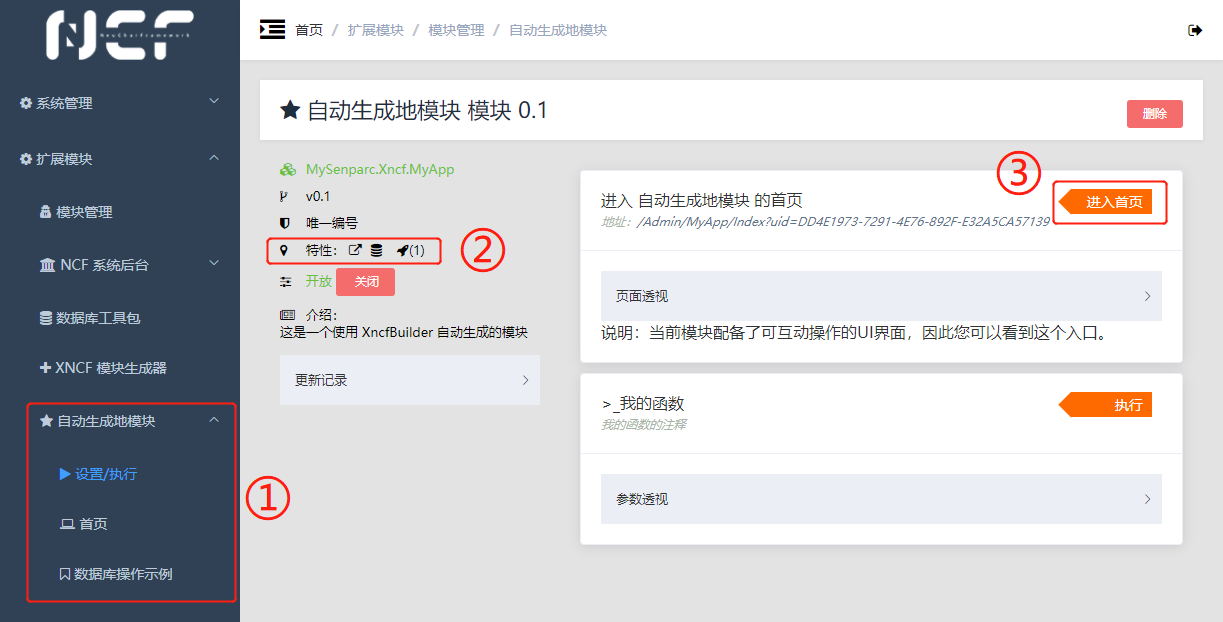 NCF
NeuCharFramework
系统管理
扩展模块
模块管理
NCF 系统后台
数据库工具包
XNCF 模块生成器
自动生成地模块
设置/执行
首页
数据库操作示例
①
首页 / 扩展模块 / 模块管理 / 自动生成地模块
自动生成地模块 模块 0.1
删除
MySenparc.Xncf.MyApp
v0.1
唯一编号
特性： (1)
②
开放 关闭
介绍：
这是一个使用 XncfBuilder 自动生成的模块
更新记录
③
进入 自动生成地模块 的首页
进入首页
地址：/Admin/MyApp/Index?uid=DD4E1973-7291-4E76-892F-E32A5CA57139
页面透视
说明：当前模块配备了可互动操作的UI界面，因此您可以看到这个入口。
>_我的函数
执行
我的函数的注释
参数透视